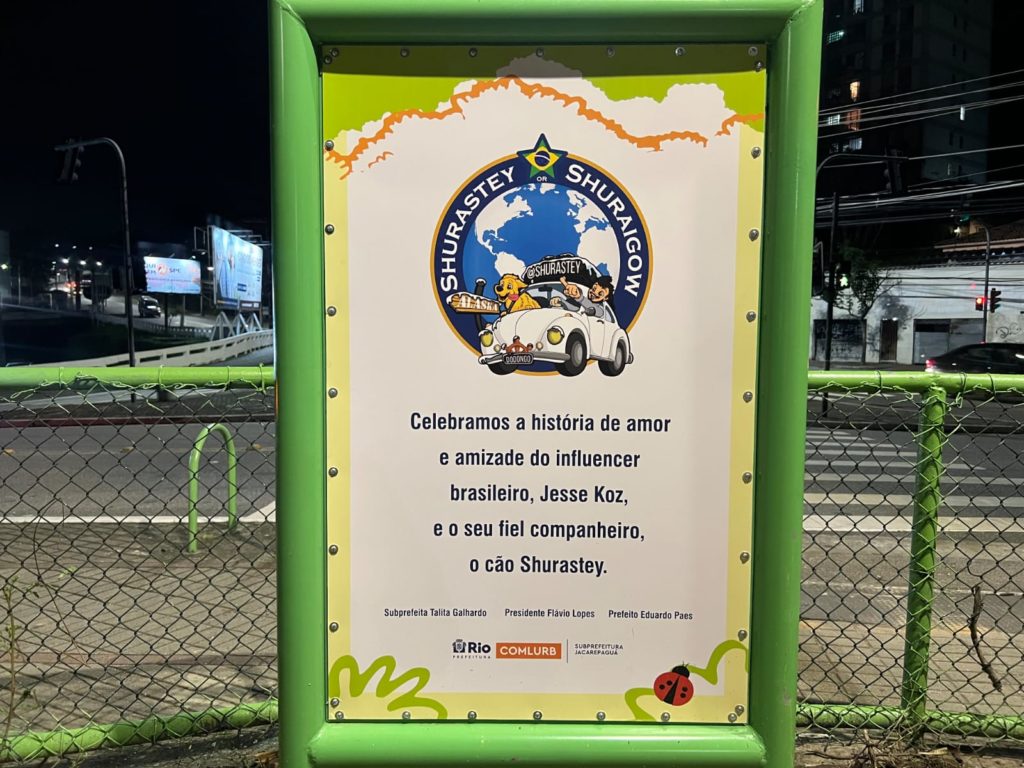 SHURASTEY OR SHURAIGOW
@SHURASTEY
ALASKA
DODONGO
Celebramos a história de amor
e amizade do influencer
brasileiro, Jesse Koz,
e o seu fiel companheiro,
o cão Shurastey.
Subprefeita Talita Galhardo Presidente Flávio Lopes Prefeito Eduardo Paes
Rio PREFEITURA COMLURB SUBPREFEITURA
JACAREPAGUÁ